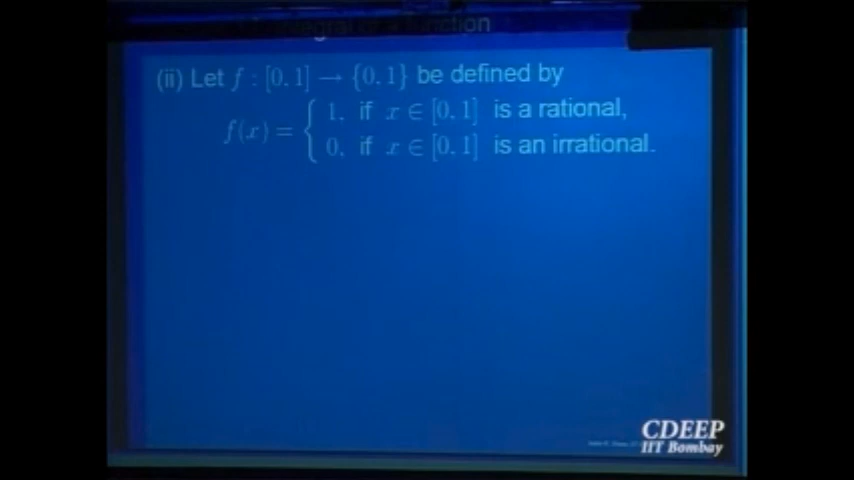 Function
(ii) Let f : [0, 1] → {0, 1} be defined by
f(x) = { 1, if x ∈ [0, 1] is a rational,
0, if x ∈ [0, 1] is an irrational.
CDEEP
IIT Bombay